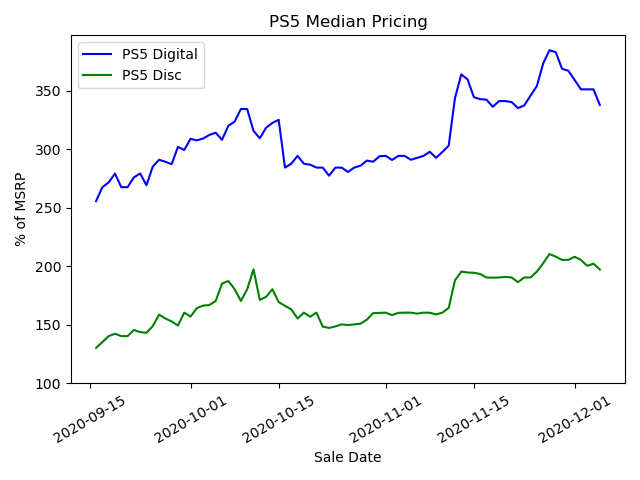 PS5 Median Pricing
PS5 Digital
PS5 Disc
% of MSRP
350
300
250
200
150
100
2020-09-15
2020-10-01
2020-10-15
2020-11-01
2020-11-15
2020-12-01
Sale Date